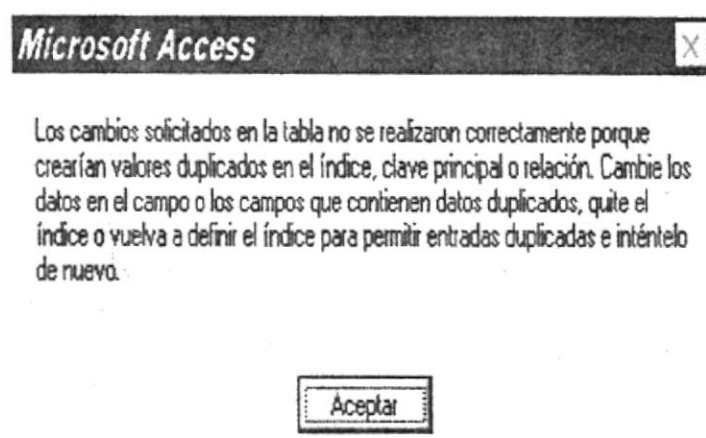 Microsoft Access
Los cambios solicitados en la tabla no se realizaron correctamente porque
crearían valores duplicados en el índice, clave principal o relación. Cambie los
datos en el campo o los campos que contienen datos duplicados, quite el
índice o vuelva a definir el índice para permitir entradas duplicadas e inténtelo
de nuevo.
Aceptar